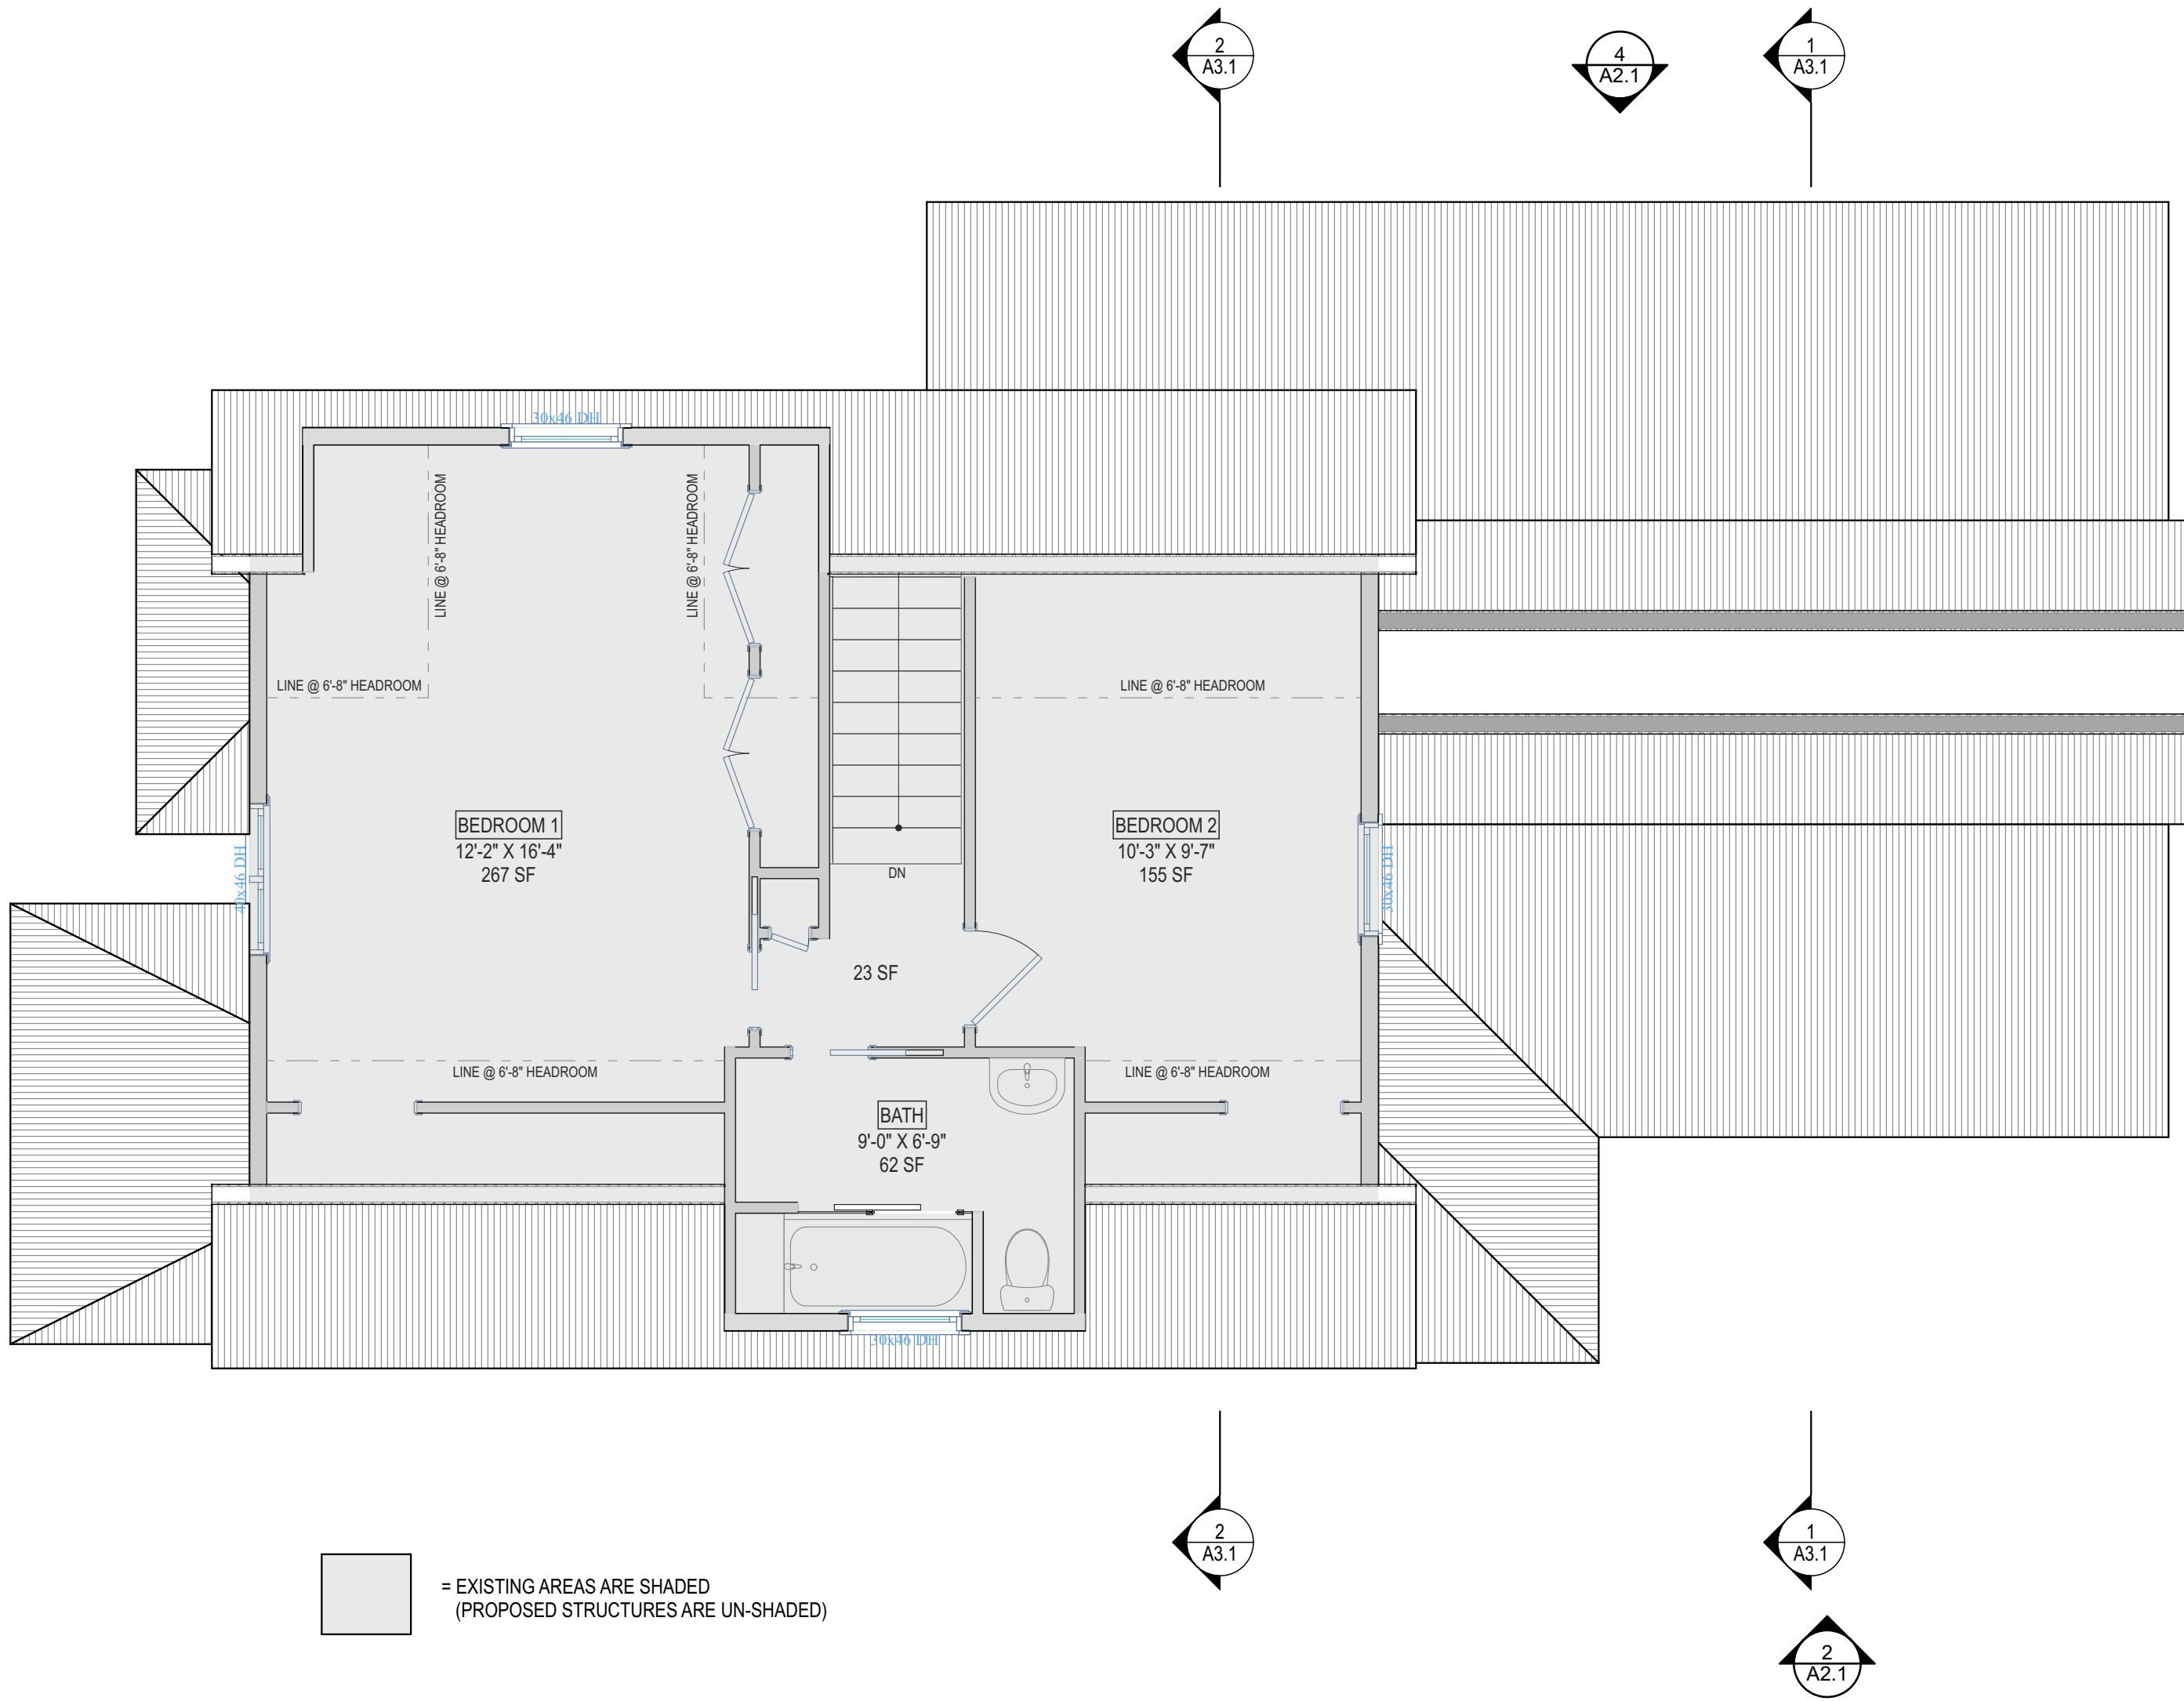 2
A3.1
4
A2.1
1
A3.1
30x46 DH
LINE @ 6'-8" HEADROOM
LINE @ 6'-8" HEADROOM
LINE @ 6'-8" HEADROOM
LINE @ 6'-8" HEADROOM
BEDROOM 1
12'-2" X 16'-4"
267 SF
BEDROOM 2
10'-3" X 9'-7"
155 SF
40x46 DH
DN
30x46 DH
23 SF
LINE @ 6'-8" HEADROOM
LINE @ 6'-8" HEADROOM
BATH
9'-0" X 6'-9"
62 SF
30x46 DH
2
A3.1
1
A3.1
= EXISTING AREAS ARE SHADED
(PROPOSED STRUCTURES ARE UN-SHADED)
2
A2.1